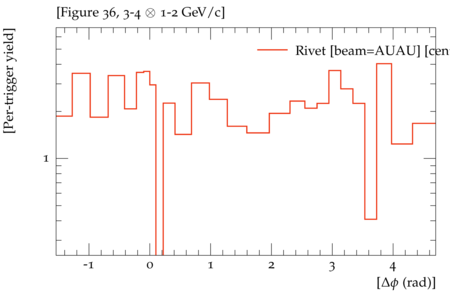 [Figure 36, 3-4 ⊗ 1-2 GeV/c]
[Per-trigger yield]
Rivet [beam=AUAU] [cen
1
-1 0 1 2 3 4
[Δϕ (rad)]